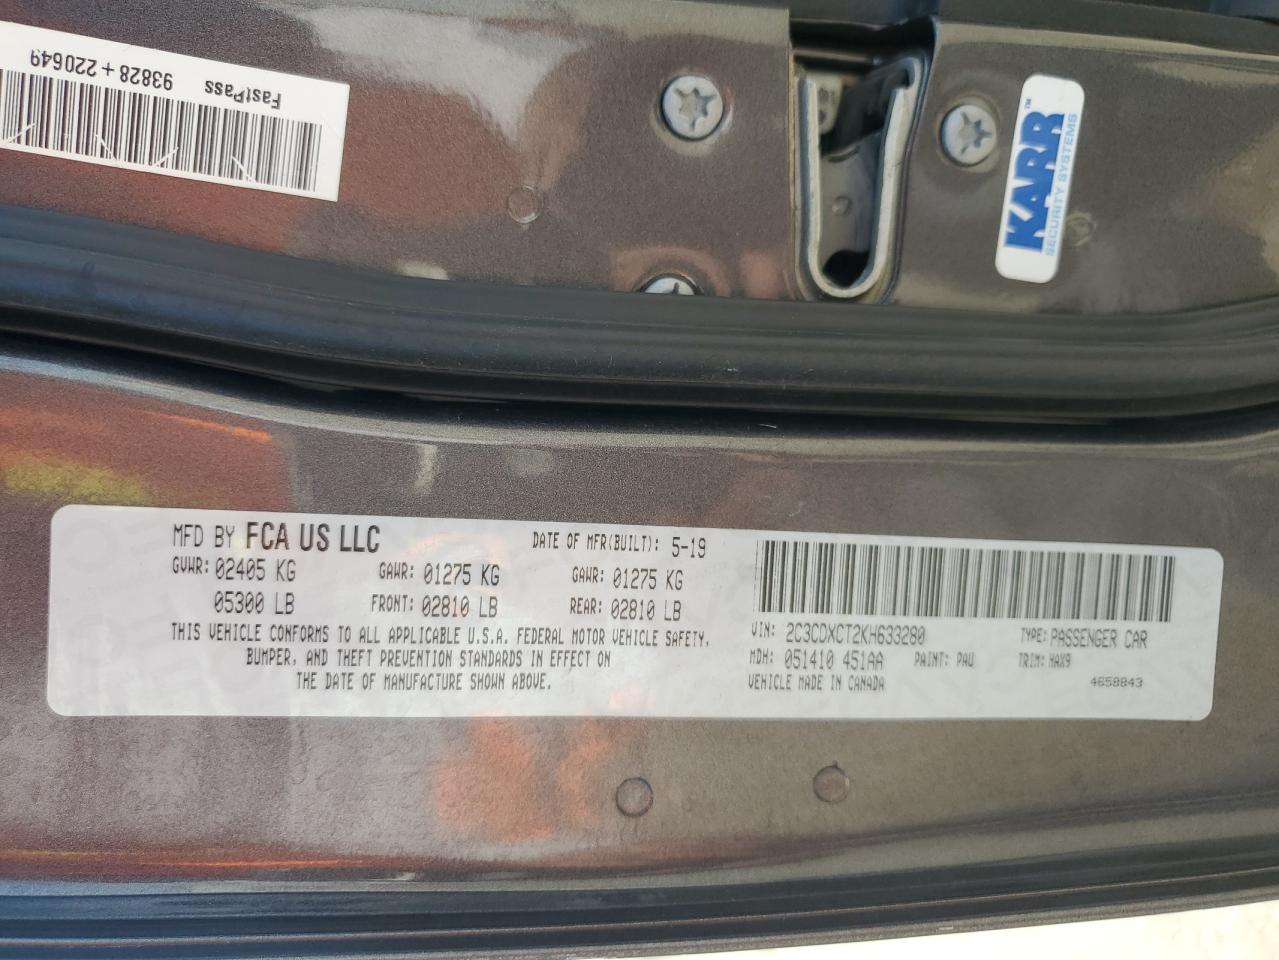 93828+220649
FastPass
KARR™
SECURITY SYSTEMS
MFD BY FCA US LLC
DATE OF MFR(BUILT): 5-19
GVWR: 02405 KG
GAWR: 01275 KG
GAWR: 01275 KG
05300 LB
FRONT: 02810 LB
REAR: 02810 LB
THIS VEHICLE CONFORMS TO ALL APPLICABLE U.S.A. FEDERAL MOTOR VEHICLE SAFETY,
BUMPER, AND THEFT PREVENTION STANDARDS IN EFFECT ON
THE DATE OF MANUFACTURE SHOWN ABOVE.
VIN: 2C3CDXCT2KH633280
TYPE: PASSENGER CAR
MDH: 051410 451AA
PAINT: PAU
TRIM: HAX9
VEHICLE MADE IN CANADA
4658843